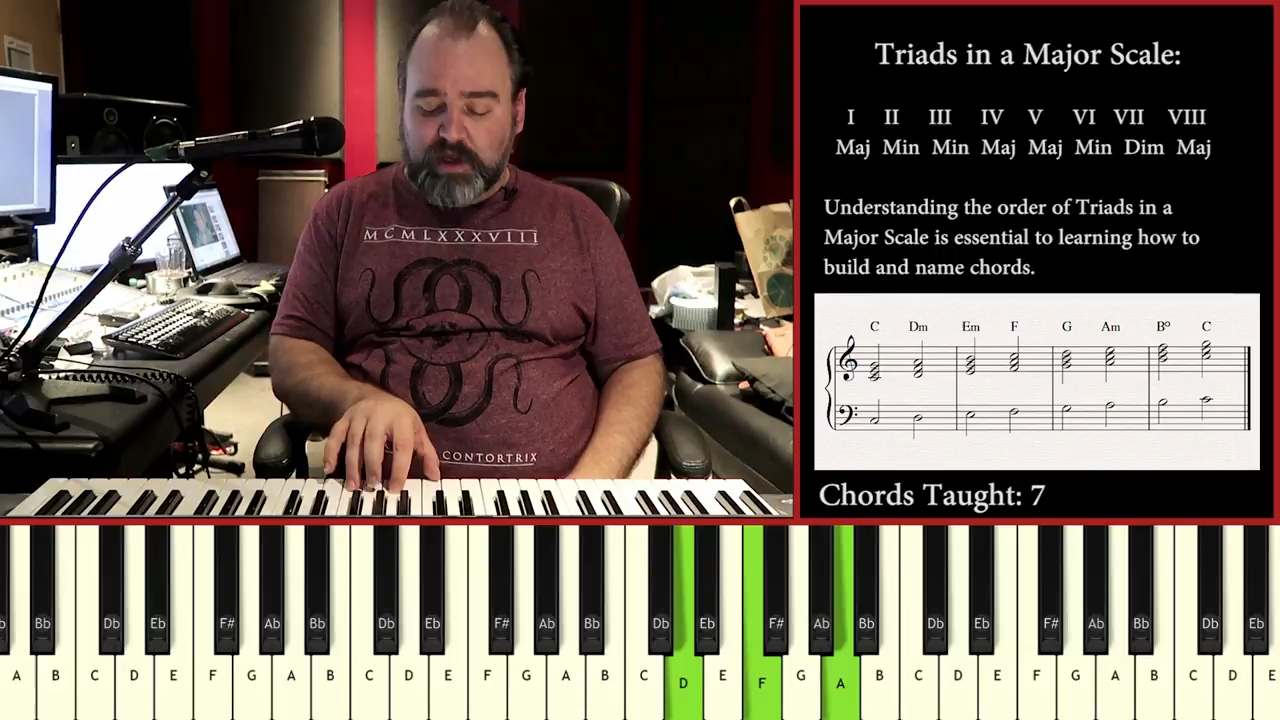 MCMLXXXVIII
CONTORTRIX
Triads in a Major Scale:
I II III IV V VI VII VIII
Maj Min Min Maj Maj Min Dim Maj
Understanding the order of Triads in a
Major Scale is essential to learning how to
build and name chords.
C Dm Em F G Am B° C
Chords Taught: 7
b Bb Db Eb F# Ab Bb Db Eb F# Ab Bb Db Eb F# Ab Bb Db Eb F# Ab Bb Db Eb
A B C D E F G A B C D E F G A B C D E F G A B C D E F G A B C D E